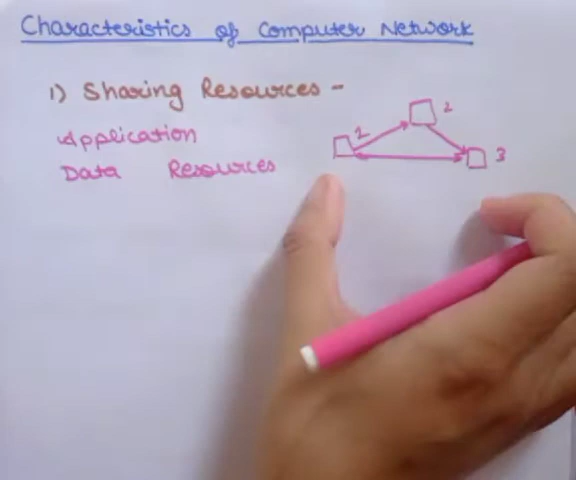 Characteristics of Computer Network
1) Sharing Resources -
Application
Data Resources
1
2
3